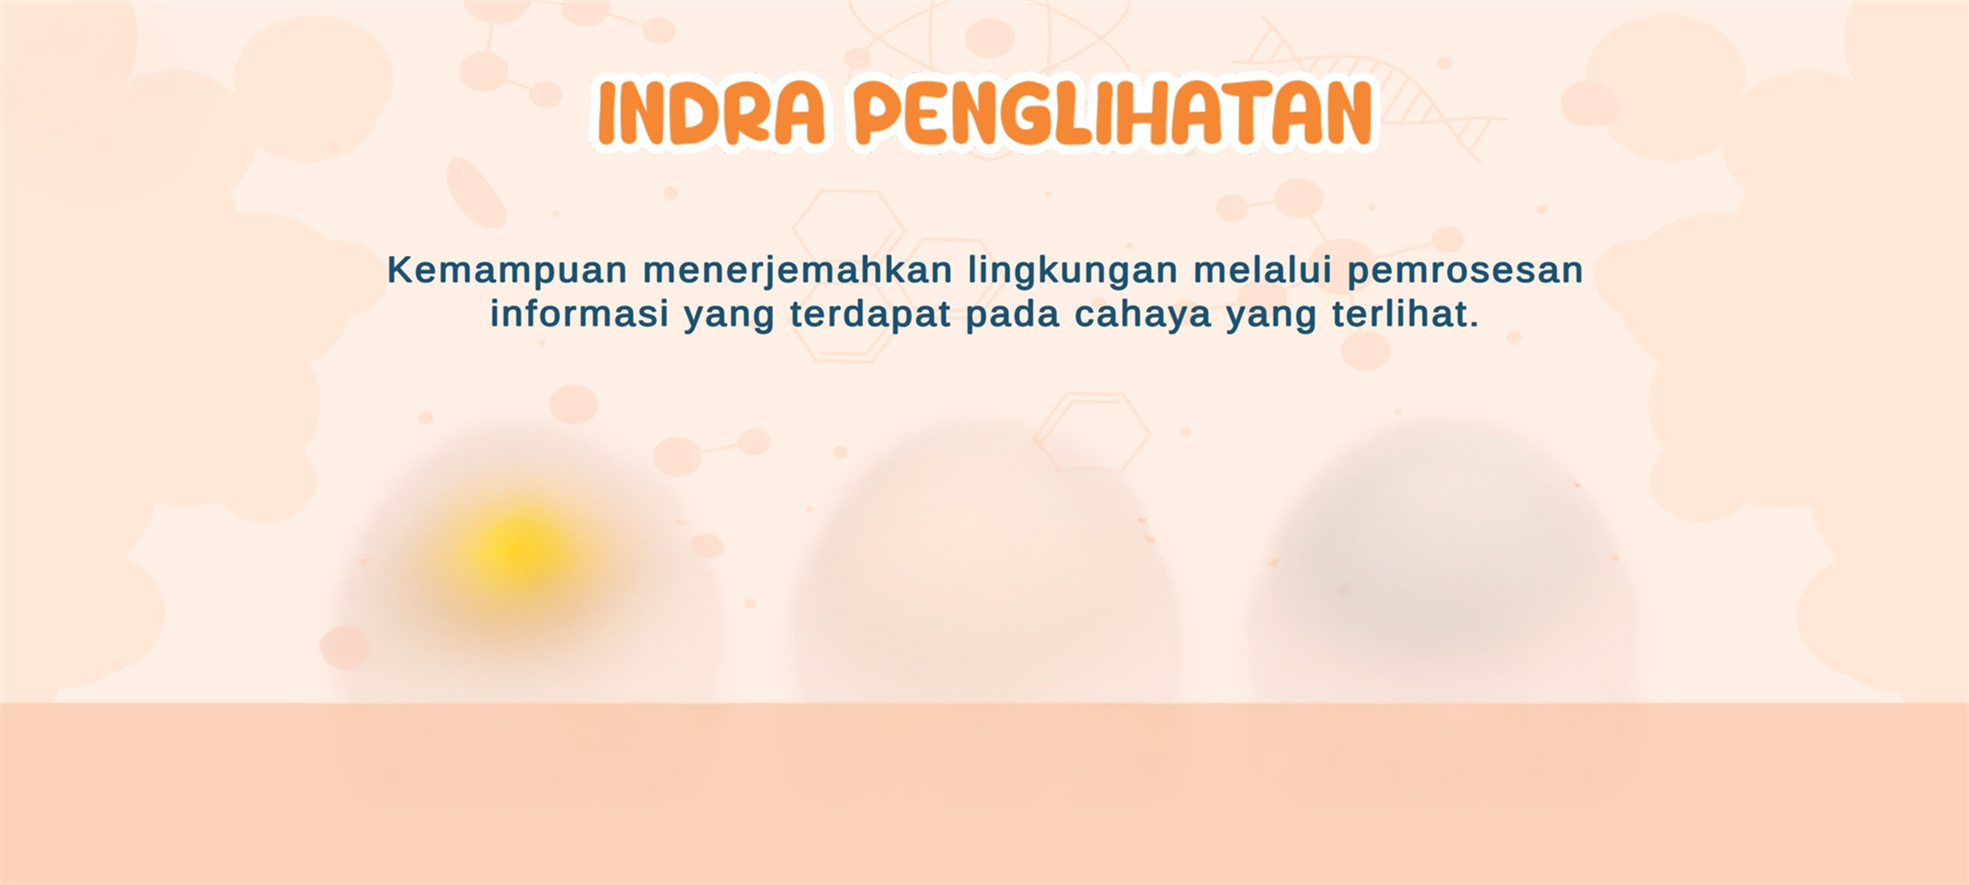 INDRA PENGLIHATAN
Kemampuan menerjemahkan lingkungan melalui pemrosesan
informasi yang terdapat pada cahaya yang terlihat.